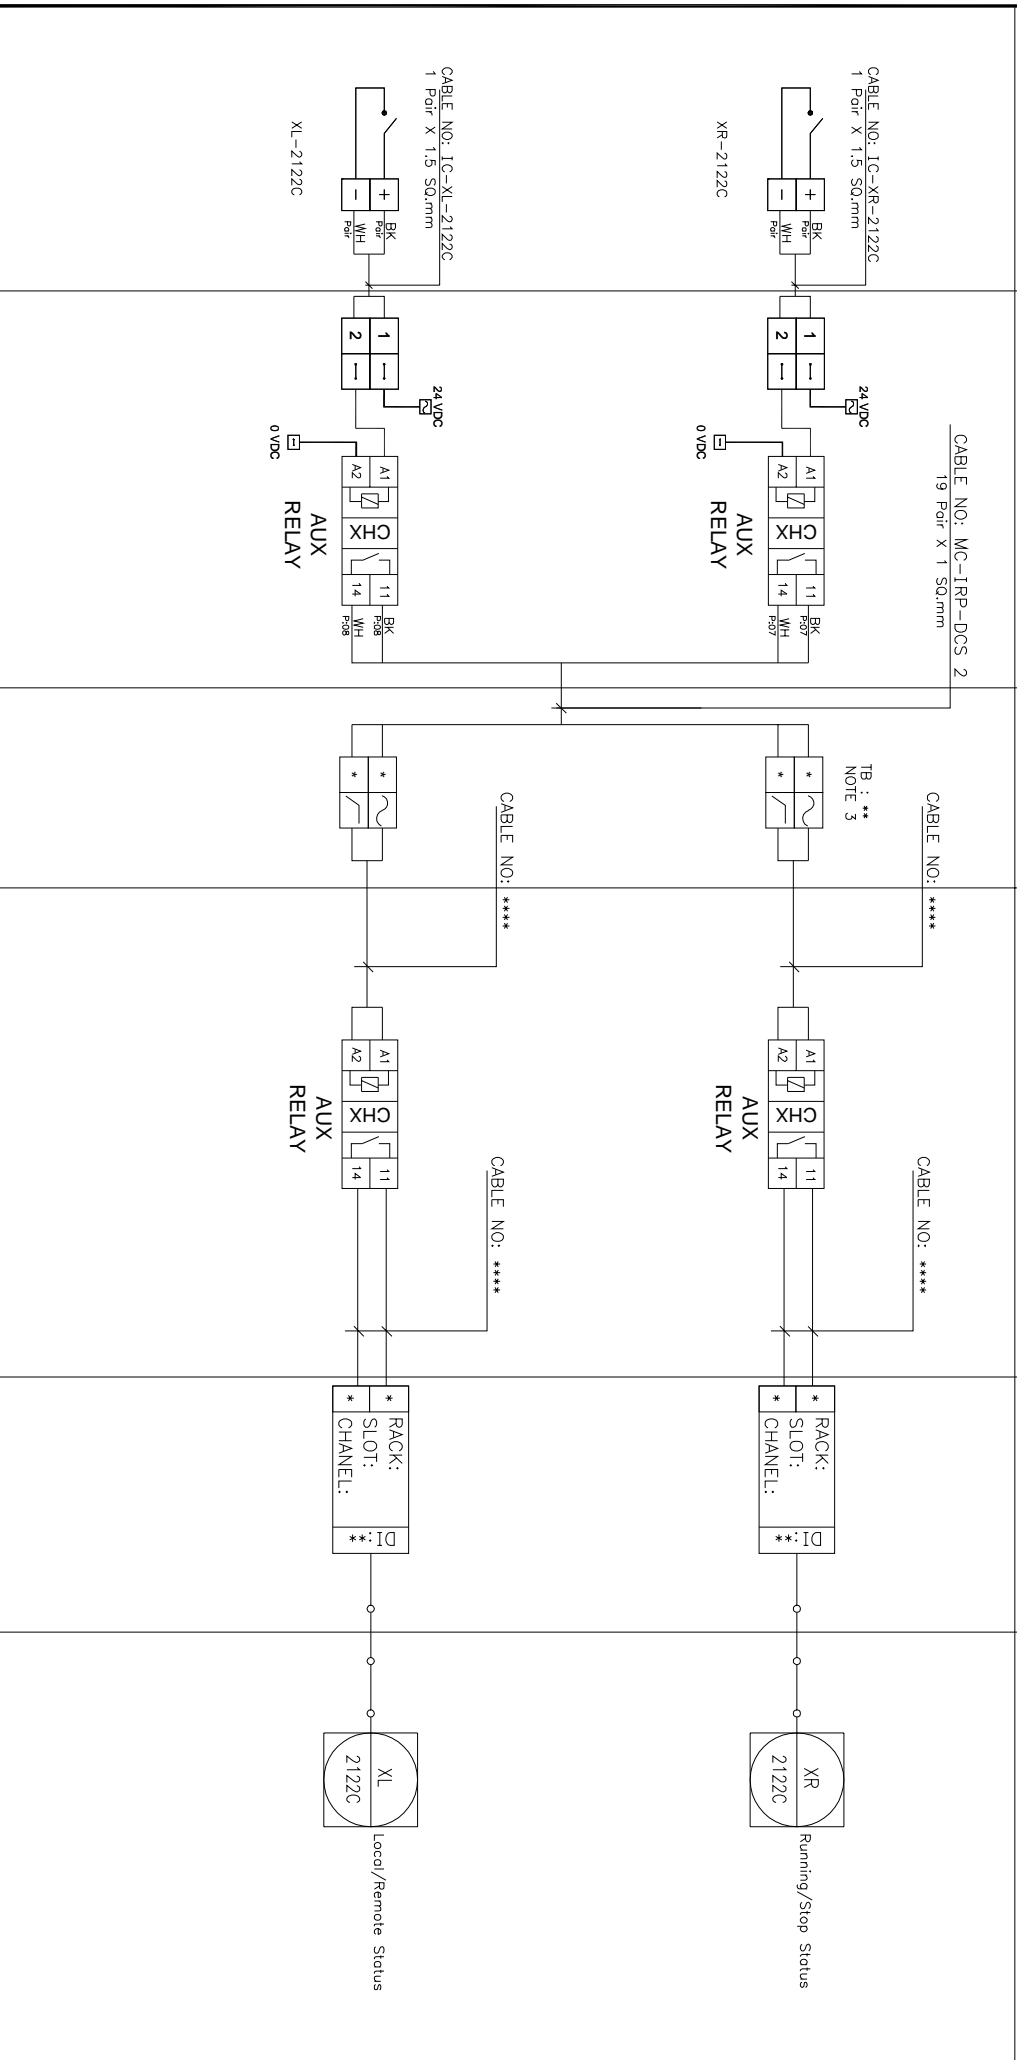 CABLE NO: IC-XR-2122C
1 Pair X 1.5 SQ.mm
XR-2122C
+
-
BK
Pair
WH
Pair
1
2
24 VDC
0 VDC
A1
A2
CHX
11
14
AUX
RELAY
BK
P:07
WH
P:07
CABLE NO: MC-IRP-DCS 2
19 Pair X 1 SQ.mm
TB : **
NOTE 3
*
*
CABLE NO: ****
A1
A2
CHX
11
14
AUX
RELAY
CABLE NO: ****
*
*
RACK:
SLOT:
CHANEL:
DI:**
XR
2122C
Running/Stop Status
CABLE NO: IC-XL-2122C
1 Pair X 1.5 SQ.mm
XL-2122C
+
-
BK
Pair
WH
Pair
1
2
24 VDC
0 VDC
A1
A2
CHX
11
14
AUX
RELAY
BK
P:08
WH
P:08
*
*
CABLE NO: ****
A1
A2
CHX
11
14
AUX
RELAY
CABLE NO: ****
*
*
RACK:
SLOT:
CHANEL:
DI:**
XL
2122C
Local/Remote Status